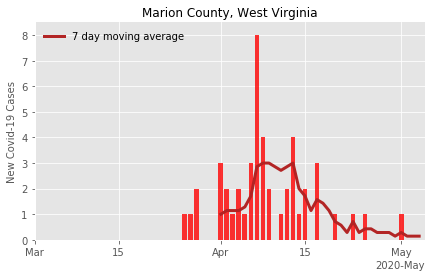 Marion County, West Virginia
7 day moving average
New Covid-19 Cases
8
7
6
5
4
3
2
1
0
Mar
15
Apr
15
May
2020-May